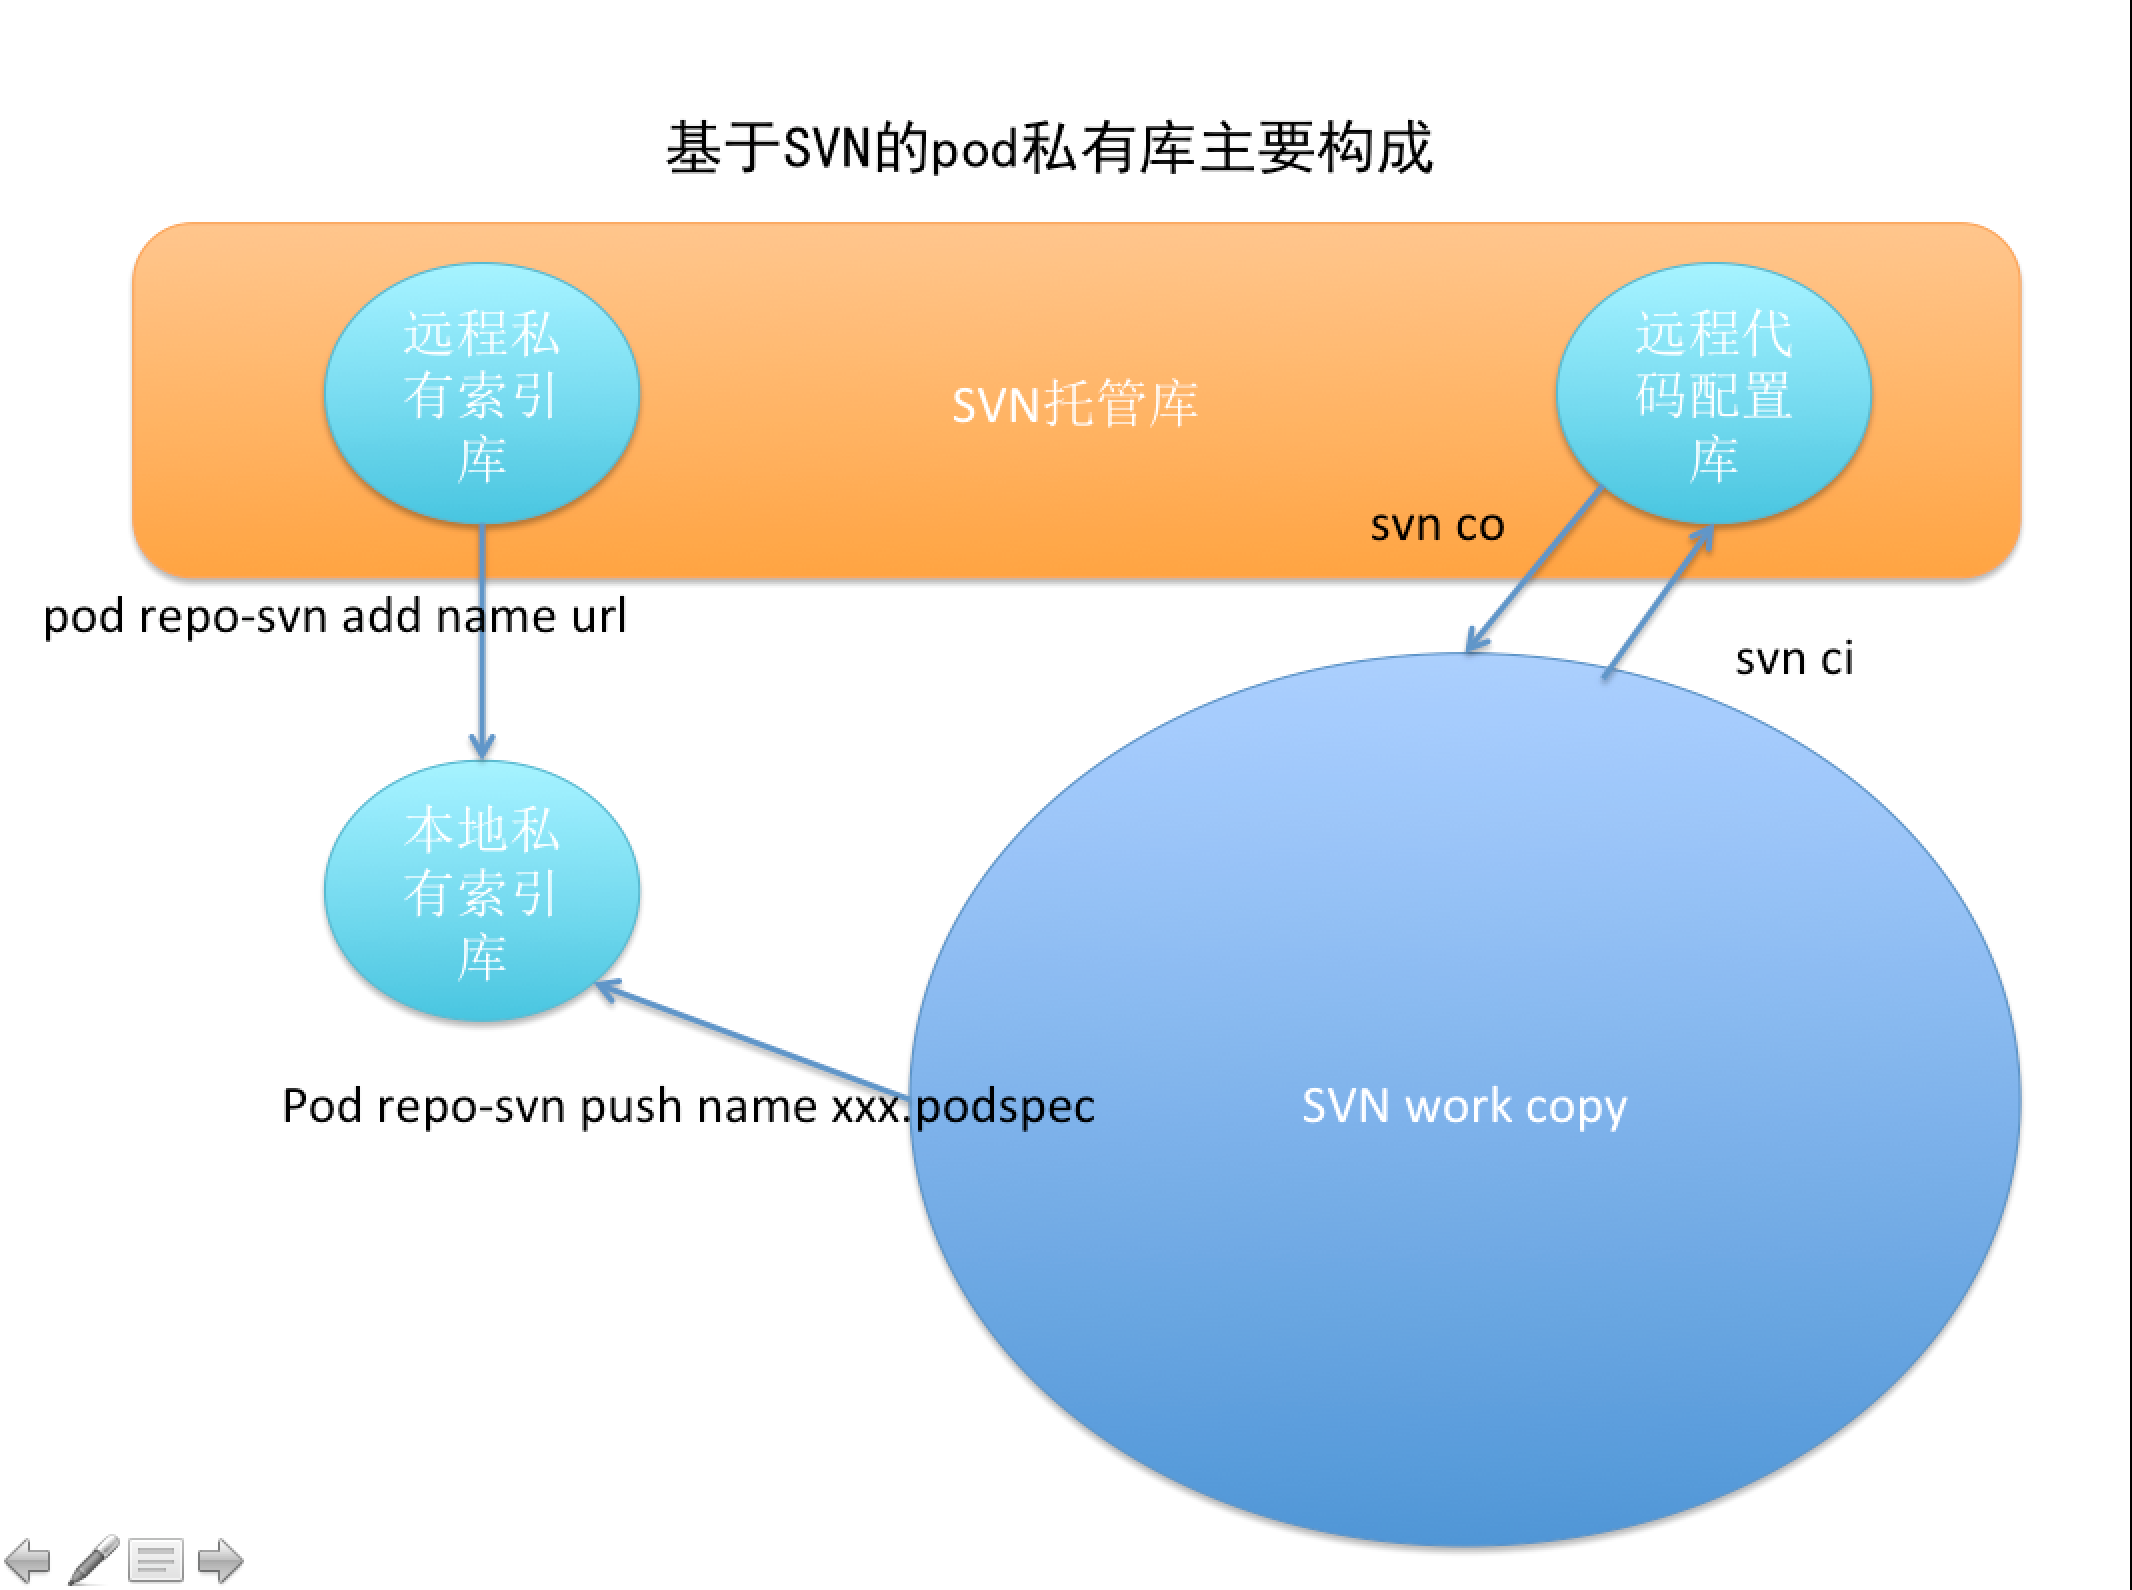 基于SVN的pod私有库主要构成
远程私
有索引
库
SVN托管库
远程代
码配置
库
svn co
pod repo-svn add name url
svn ci
本地私
有索引
库
Pod repo-svn push name xxx.podspec
SVN work copy